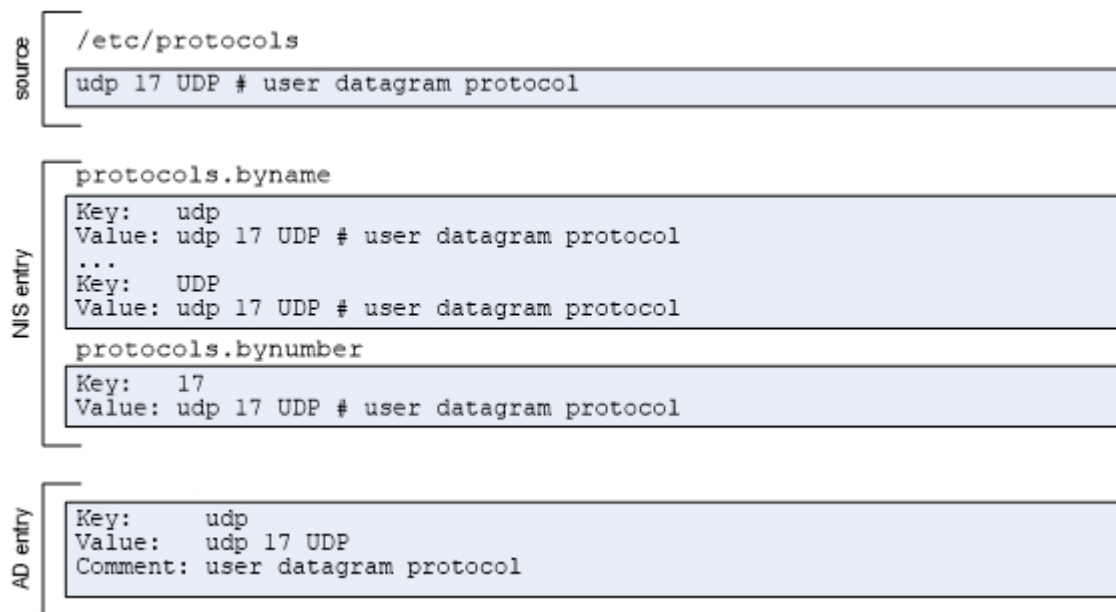 source
/etc/protocols
udp 17 UDP # user datagram protocol
NIS entry
protocols.byname
Key: udp
Value: udp 17 UDP # user datagram protocol
...
Key: UDP
Value: udp 17 UDP # user datagram protocol
protocols.bynumber
Key: 17
Value: udp 17 UDP # user datagram protocol
AD entry
Key: udp
Value: udp 17 UDP
Comment: user datagram protocol